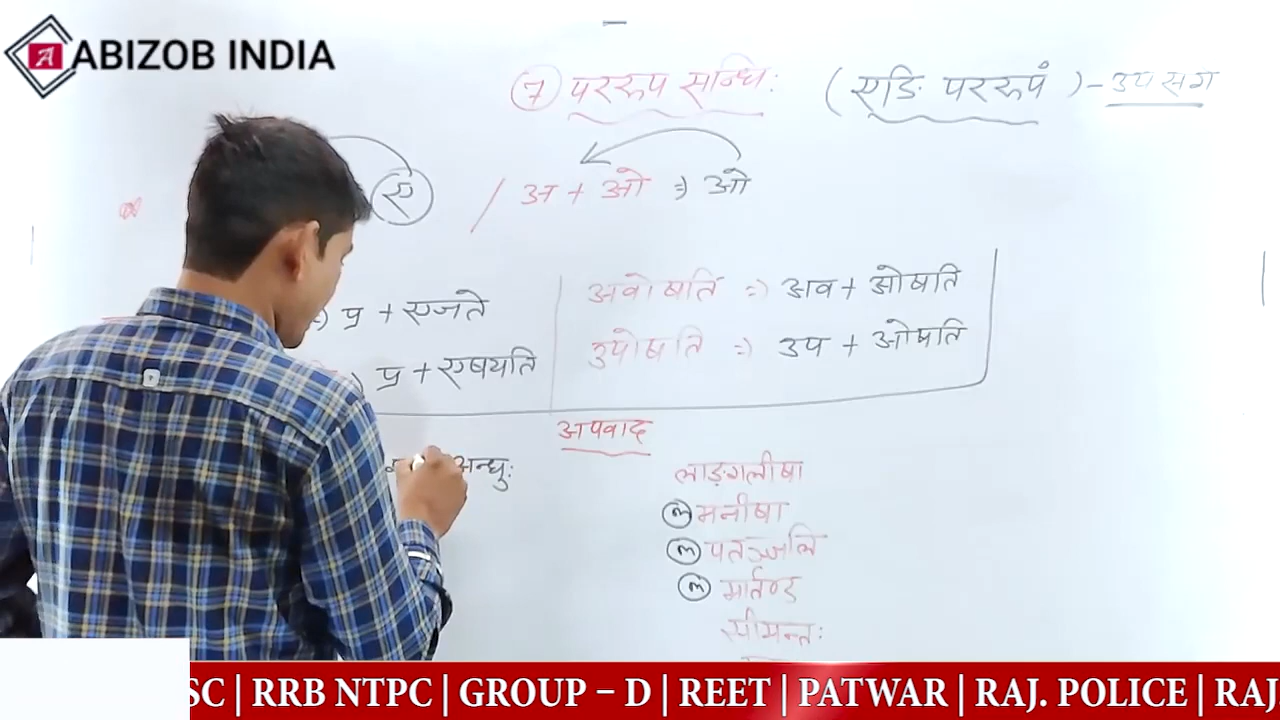 ABIZOB INDIA
7 पररुप सन्धिः (एङि पररुपं) - उपसग
ए / अ + ओ => ओ
=> प्र + एजते
अवोषति => अव + ओषति
प्र + एषयति
उपोषति => उप + ओषति
अपवाद
अन्धुः
लाङ्गलीषा
मनीषा
पतञ्जलि
मार्तण्ड
सीमन्तः
SC | RRB NTPC | GROUP – D | REET | PATWAR | RAJ. POLICE | RAJ